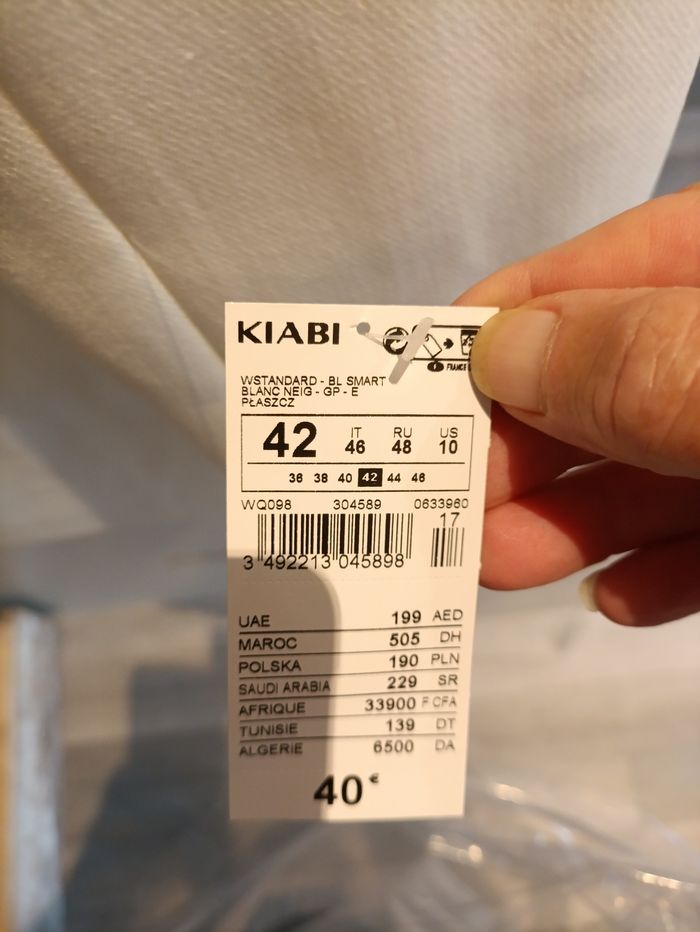 KIABI
FRANCE
WSTANDARD - BL SMART
BLANC NEIG - GP - E
PŁASZCZ
42 IT 46 RU 48 US 10
36 38 40 42 44 46
WQ098 304589 0633960
17
3 492213 045898
UAE 199 AED
MAROC 505 DH
POLSKA 190 PLN
SAUDI ARABIA 229 SR
AFRIQUE 33900 F CFA
TUNISIE 139 DT
ALGERIE 6500 DA
40€